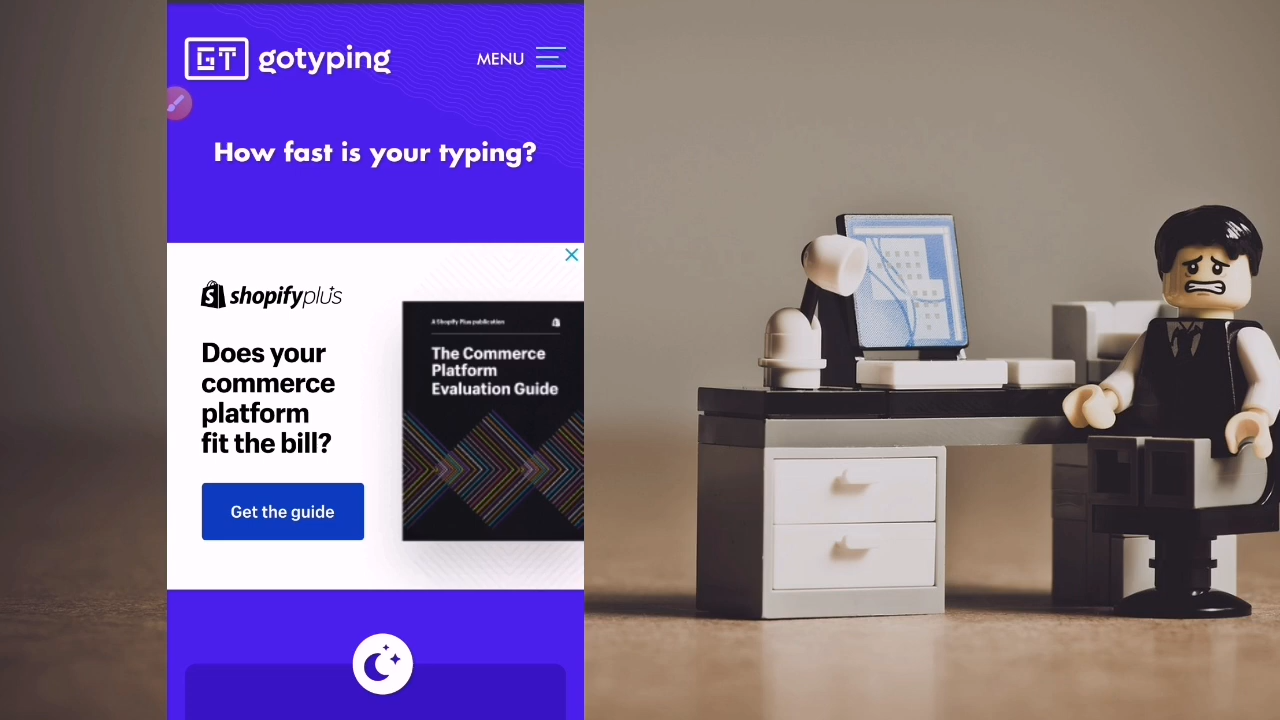 GT gotyping
MENU
How fast is your typing?
shopifyplus
Does your
commerce
platform
fit the bill?
Get the guide
A Shopify Plus publication
The Commerce
Platform
Evaluation Guide